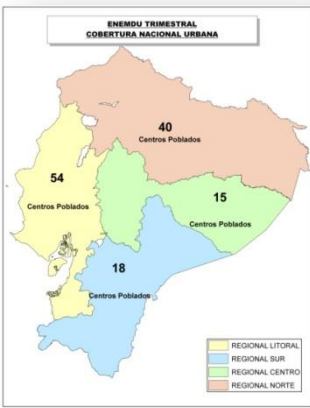 ENEMDU TRIMESTRAL
COBERTURA NACIONAL URBANA
40
Centros Poblados
54
Centros Poblados
15
Centros Poblados
18
Centros Poblados
REGIONAL LITORAL
REGIONAL SUR
REGIONAL CENTRO
REGIONAL NORTE